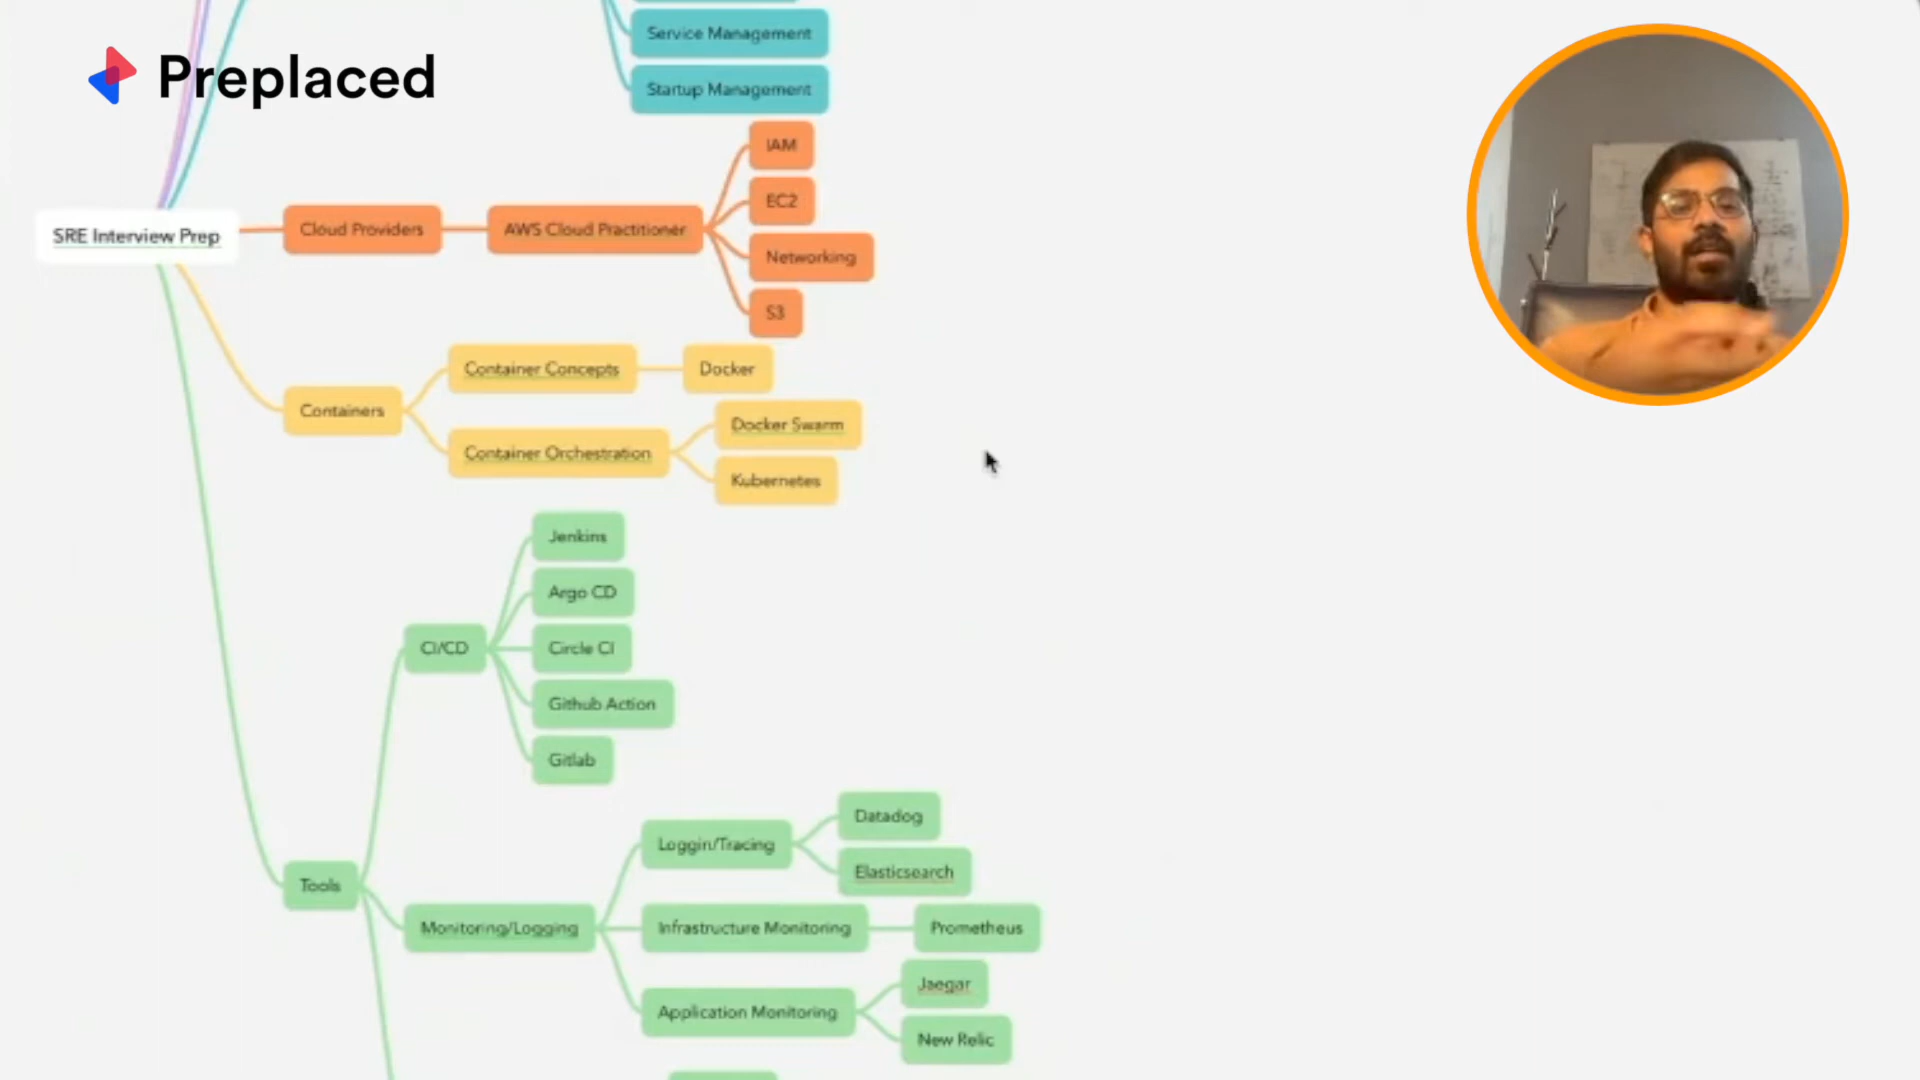 Preplaced
Service Management
Startup Management
SRE Interview Prep
Cloud Providers
AWS Cloud Practitioner
IAM
EC2
Networking
S3
Containers
Container Concepts
Docker
Container Orchestration
Docker Swarm
Kubernetes
Tools
CI/CD
Jenkins
Argo CD
Circle CI
Github Action
Gitlab
Monitoring/Logging
Loggin/Tracing
Datadog
Elasticsearch
Infrastructure Monitoring
Prometheus
Application Monitoring
Jaegar
New Relic